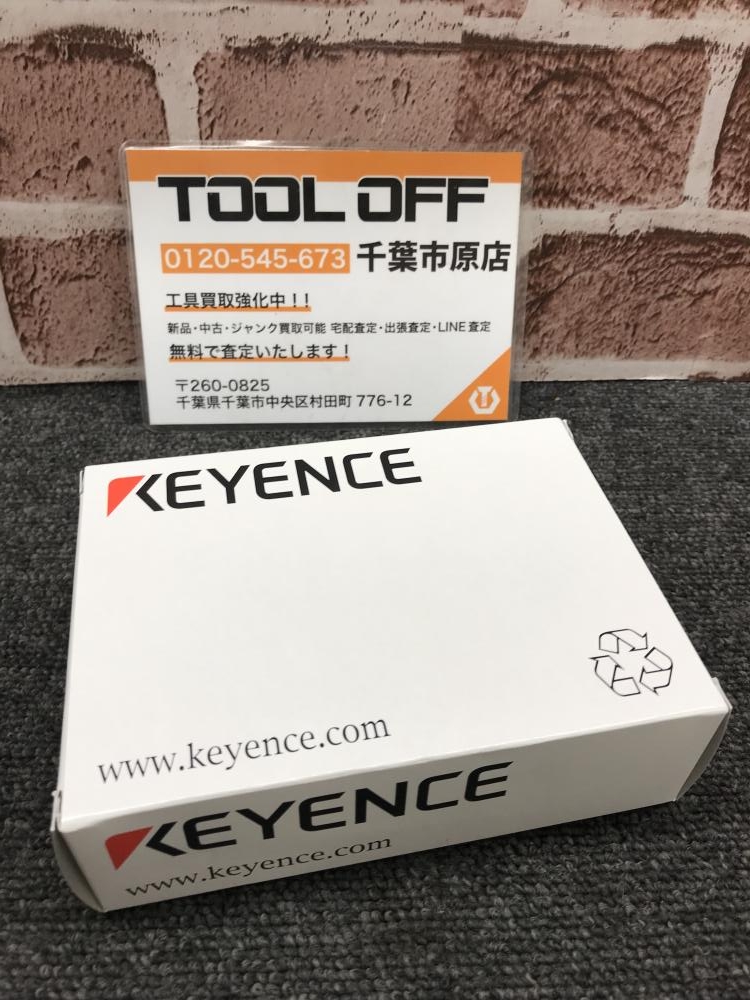 TOOL OFF
0120-545-673 千葉市原店
工具買取強化中！！
新品・中古・ジャンク買取可能 宅配査定・出張査定・LINE査定
無料で査定いたします！
〒260-0825
千葉県千葉市中央区村田町 776-12
KEYENCE
www.keyence.com
KEYENCE
www.keyence.com